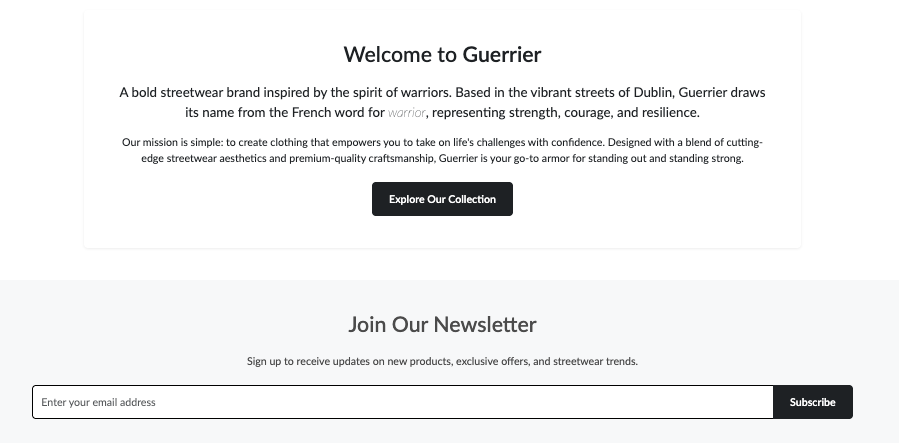 Welcome to Guerrier
A bold streetwear brand inspired by the spirit of warriors. Based in the vibrant streets of Dublin, Guerrier draws
its name from the French word for warrior, representing strength, courage, and resilience.
Our mission is simple: to create clothing that empowers you to take on life's challenges with confidence. Designed with a blend of cutting-
edge streetwear aesthetics and premium-quality craftsmanship, Guerrier is your go-to armor for standing out and standing strong.
Explore Our Collection
Join Our Newsletter
Sign up to receive updates on new products, exclusive offers, and streetwear trends.
Enter your email address
Subscribe